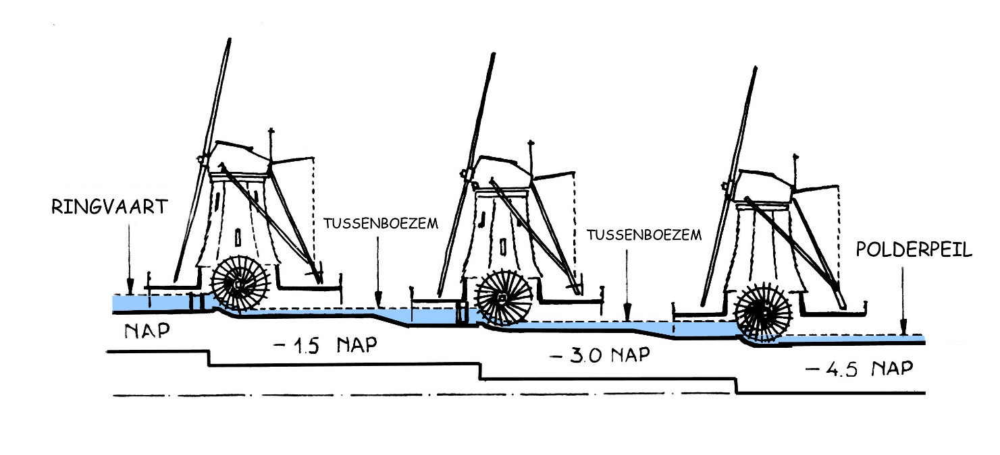 RINGVAART
TUSSENBOEZEM
TUSSENBOEZEM
POLDERPEIL
NAP
- 1.5 NAP
- 3.0 NAP
- 4.5 NAP